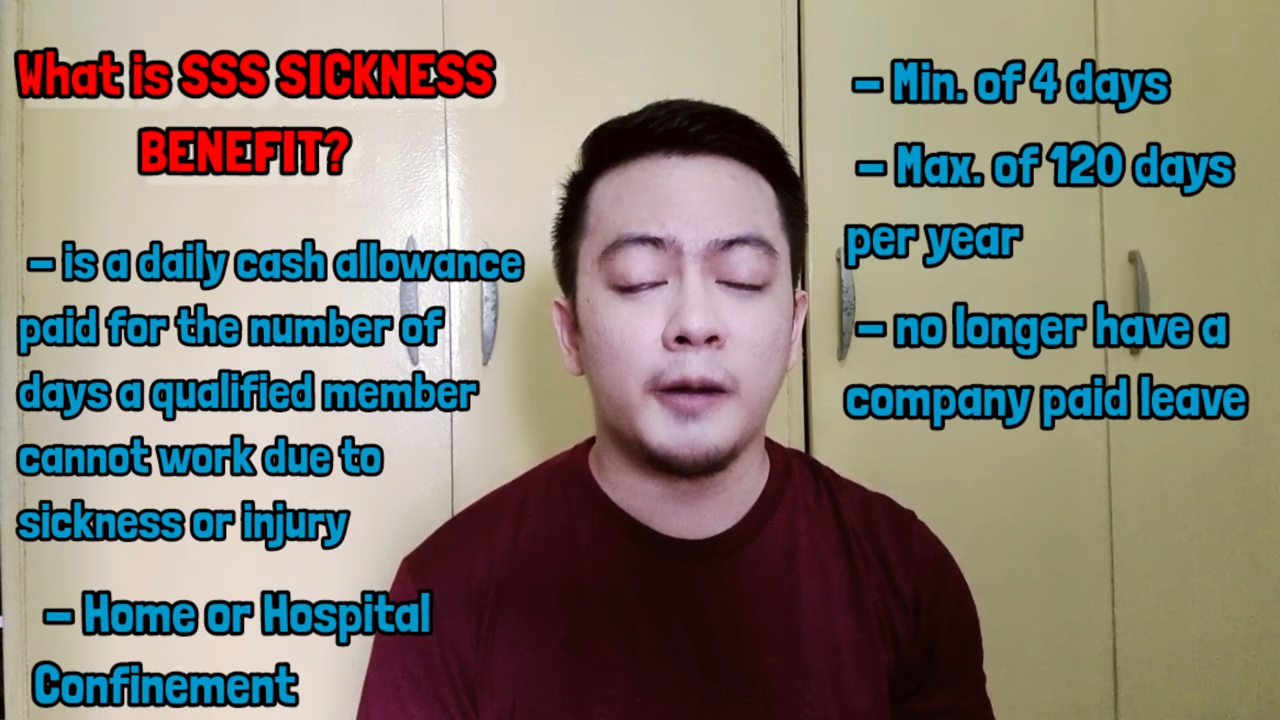 What is SSS SICKNESS
BENEFIT?
– is a daily cash allowance
paid for the number of
days a qualified member
cannot work due to
sickness or injury
– Home or Hospital
Confinement
– Min. of 4 days
– Max. of 120 days
per year
– no longer have a
company paid leave